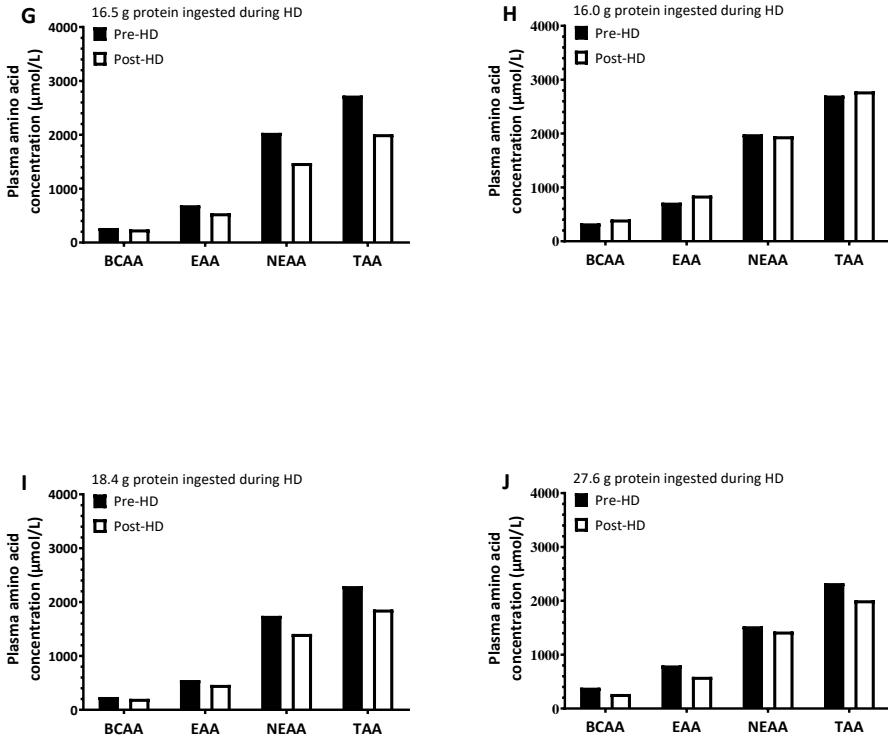 G
16.5 g protein ingested during HD
4000
3000
2000
1000
0
Plasma amino acid
concentration (µmol/L)
Pre-HD
Post-HD
BCAA EAA NEAA TAA
H
16.0 g protein ingested during HD
4000
3000
2000
1000
0
Plasma amino acid
concentration (µmol/L)
Pre-HD
Post-HD
BCAA EAA NEAA TAA
I
18.4 g protein ingested during HD
4000
3000
2000
1000
0
Plasma amino acid
concentration (µmol/L)
Pre-HD
Post-HD
BCAA EAA NEAA TAA
J
27.6 g protein ingested during HD
4000
3000
2000
1000
0
Plasma amino acid
concentration (µmol/L)
Pre-HD
Post-HD
BCAA EAA NEAA TAA